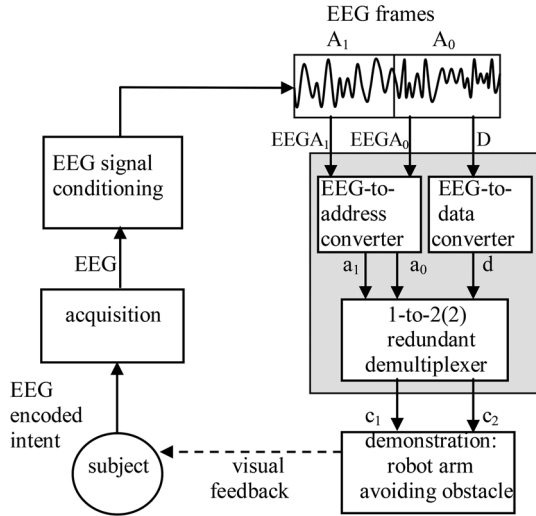 EEG frames
A1 A0
EEGA1 EEGA0 D
EEG signal
conditioning
EEG-to-
address
converter
EEG-to-
data
converter
EEG
a1 a0 d
acquisition
1-to-2(2)
redundant
demultiplexer
EEG
encoded
intent
c1 c2
subject
visual
feedback
demonstration:
robot arm
avoiding obstacle